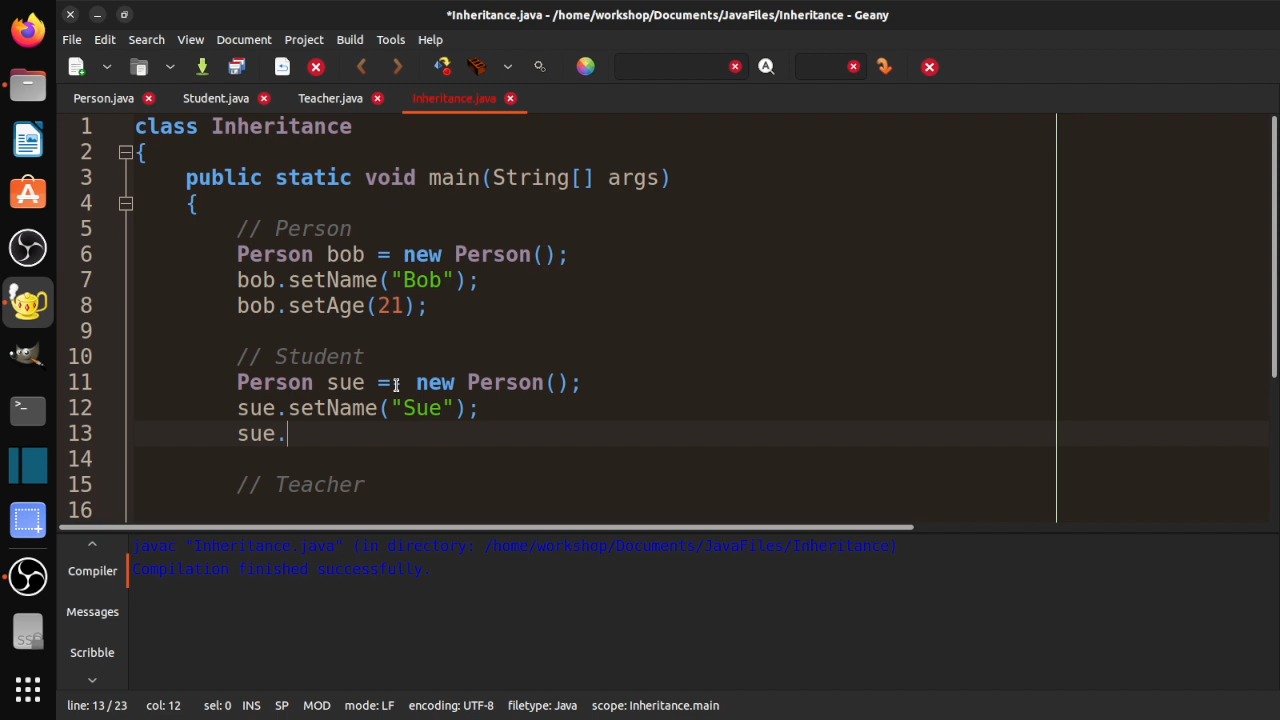 *Inheritance.java - /home/workshop/Documents/JavaFiles/Inheritance - Geany
File Edit Search View Document Project Build Tools Help
Person.java Student.java Teacher.java Inheritance.java
1 class Inheritance
2 {
3 public static void main(String[] args)
4 {
5 // Person
6 Person bob = new Person();
7 bob.setName("Bob");
8 bob.setAge(21);
9
10 // Student
11 Person sue = new Person();
12 sue.setName("Sue");
13 sue.
14
15 // Teacher
16
javac "Inheritance.java" (in directory: /home/workshop/Documents/JavaFiles/Inheritance)
Compilation finished successfully.
Compiler
Messages
Scribble
SSD
line: 13 / 23 col: 12 sel: 0 INS SP MOD mode: LF encoding: UTF-8 filetype: Java scope: Inheritance.main